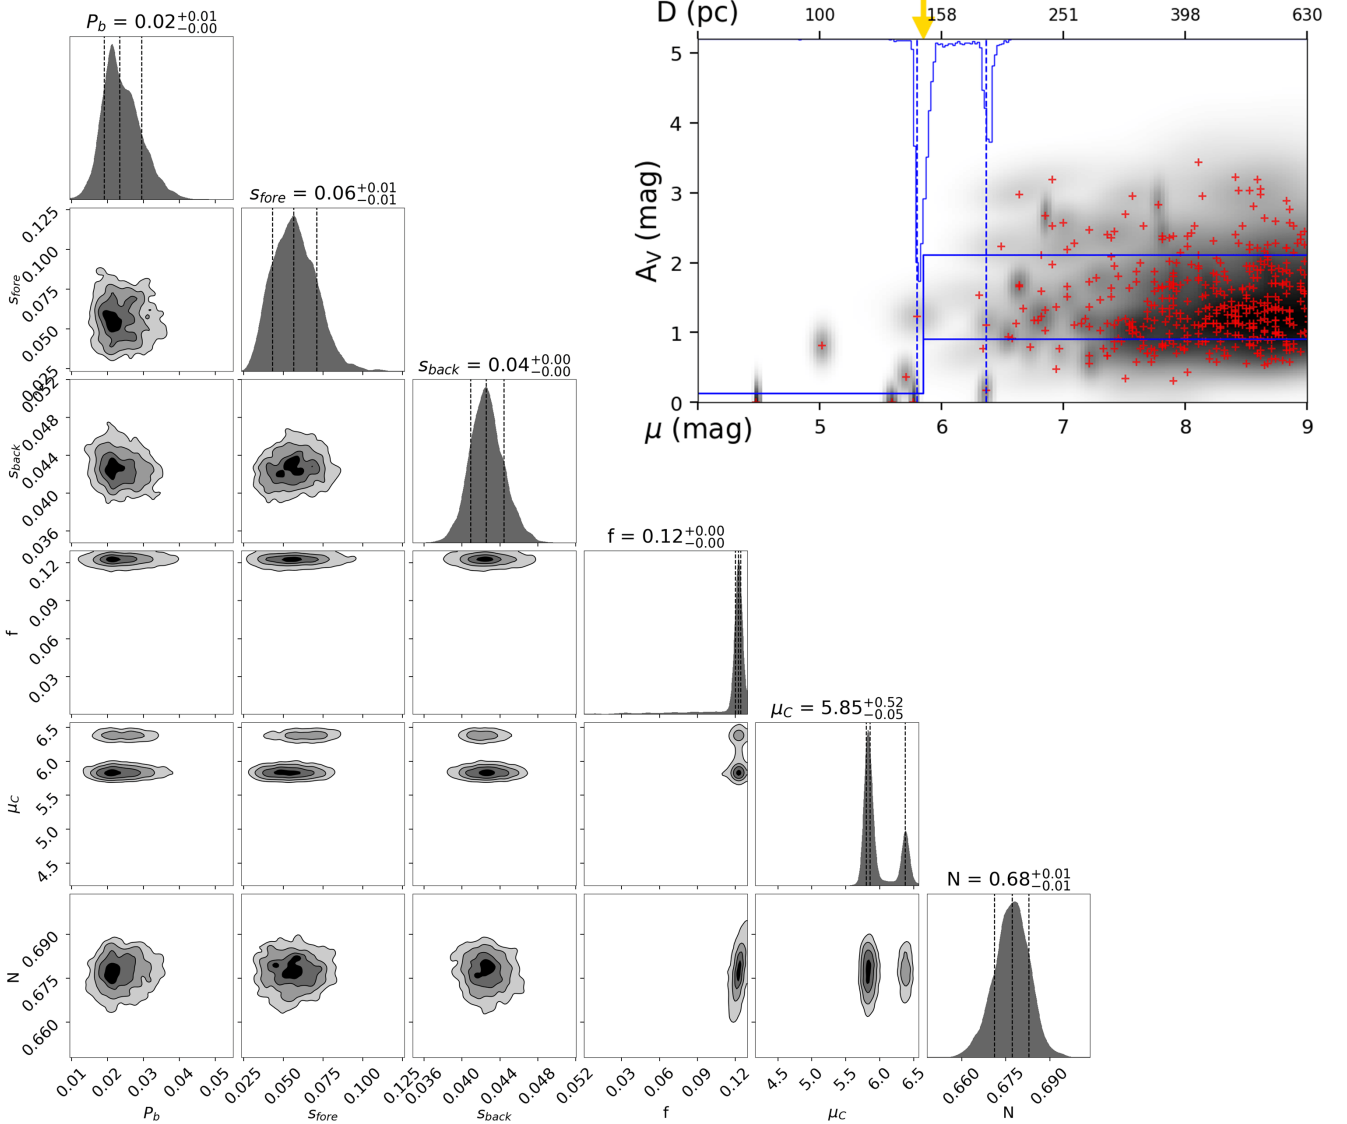 D (pc) 100 158 251 398 630
P_b = 0.02^{+0.01}_{-0.00}
5
4
3
2
1
0
A_V (mag)
μ (mag) 5 6 7 8 9
s_fore = 0.06^{+0.01}_{-0.01}
0.125
0.100
0.075
0.050
0.025
s_fore
s_back = 0.04^{+0.00}_{-0.00}
0.052
0.048
0.044
0.040
0.036
s_back
f = 0.12^{+0.00}_{-0.00}
0.12
0.09
0.06
0.03
f
μ_C = 5.85^{+0.52}_{-0.05}
6.5
6.0
5.5
5.0
4.5
μ_C
N = 0.68^{+0.01}_{-0.01}
0.690
0.675
0.660
N
0.01 0.02 0.03 0.04 0.05 0.025 0.050 0.075 0.100 0.125 0.036 0.040 0.044 0.048 0.052 0.03 0.06 0.09 0.12 4.5 5.0 5.5 6.0 6.5 0.660 0.675 0.690
P_b s_fore s_back f μ_C N